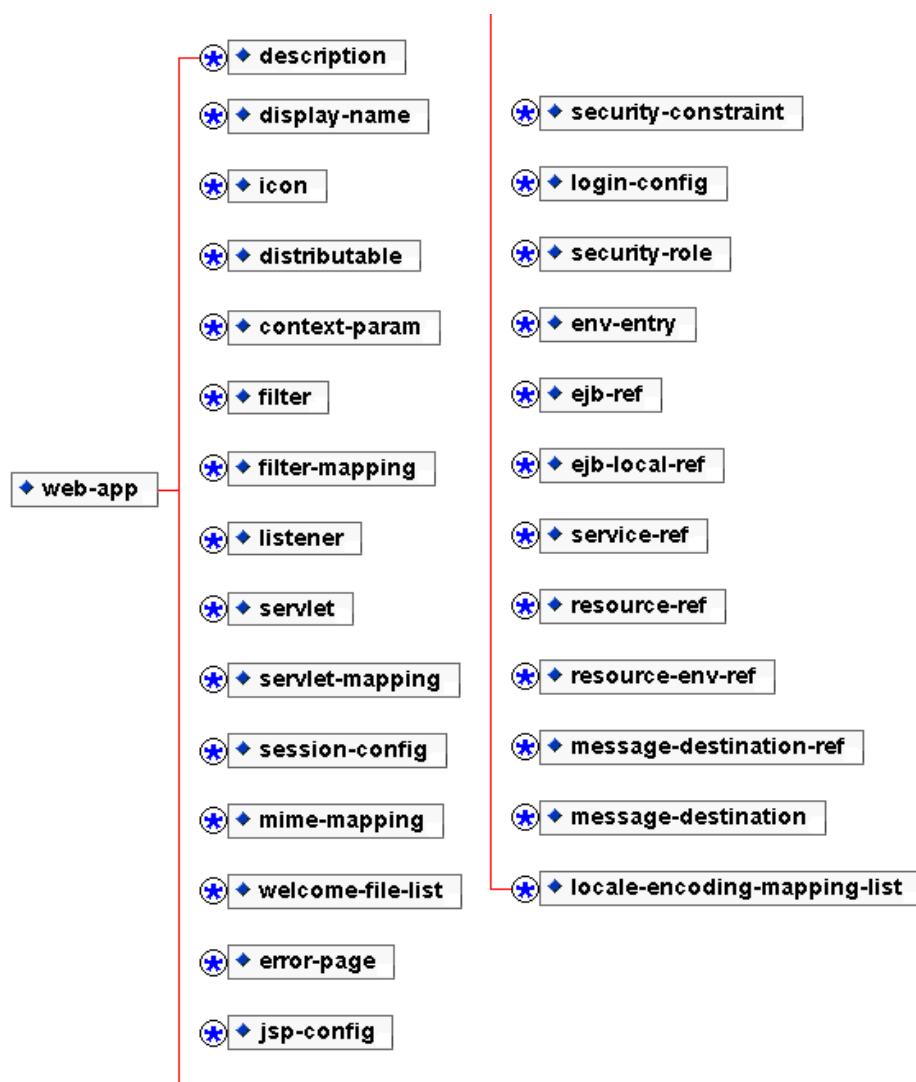 web-app
description
display-name
icon
distributable
context-param
filter
filter-mapping
listener
servlet
servlet-mapping
session-config
mime-mapping
welcome-file-list
error-page
jsp-config
security-constraint
login-config
security-role
env-entry
ejb-ref
ejb-local-ref
service-ref
resource-ref
resource-env-ref
message-destination-ref
message-destination
locale-encoding-mapping-list